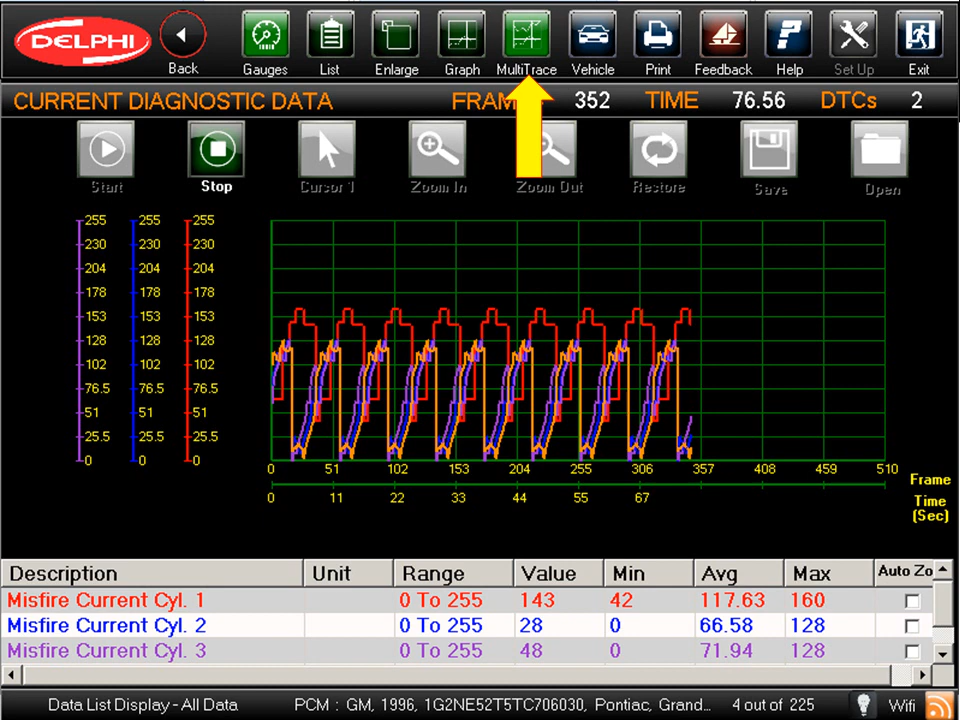 DELPHI
Back Gauges List Enlarge Graph MultiTrace Vehicle Print Feedback Help Set Up Exit
CURRENT DIAGNOSTIC DATA FRAM 352 TIME 76.56 DTCs 2
Start Stop Cursor 1 Zoom In Zoom Out Restore Save Open
255 255 255
230 230 230
204 204 204
178 178 178
153 153 153
128 128 128
102 102 102
76.5 76.5 76.5
51 51 51
25.5 25.5 25.5
0 0 0
0 51 102 153 204 255 306 357 408 459 510
Frame
0 11 22 33 44 55 67
Time
(Sec)
Description Unit Range Value Min Avg Max Auto Zo
Misfire Current Cyl. 1 0 To 255 143 42 117.63 160
Misfire Current Cyl. 2 0 To 255 28 0 66.58 128
Misfire Current Cyl. 3 0 To 255 48 0 71.94 128
Data List Display - All Data PCM : GM, 1996, 1G2NE52T5TC706030, Pontiac, Grand... 4 out of 225 Wifi